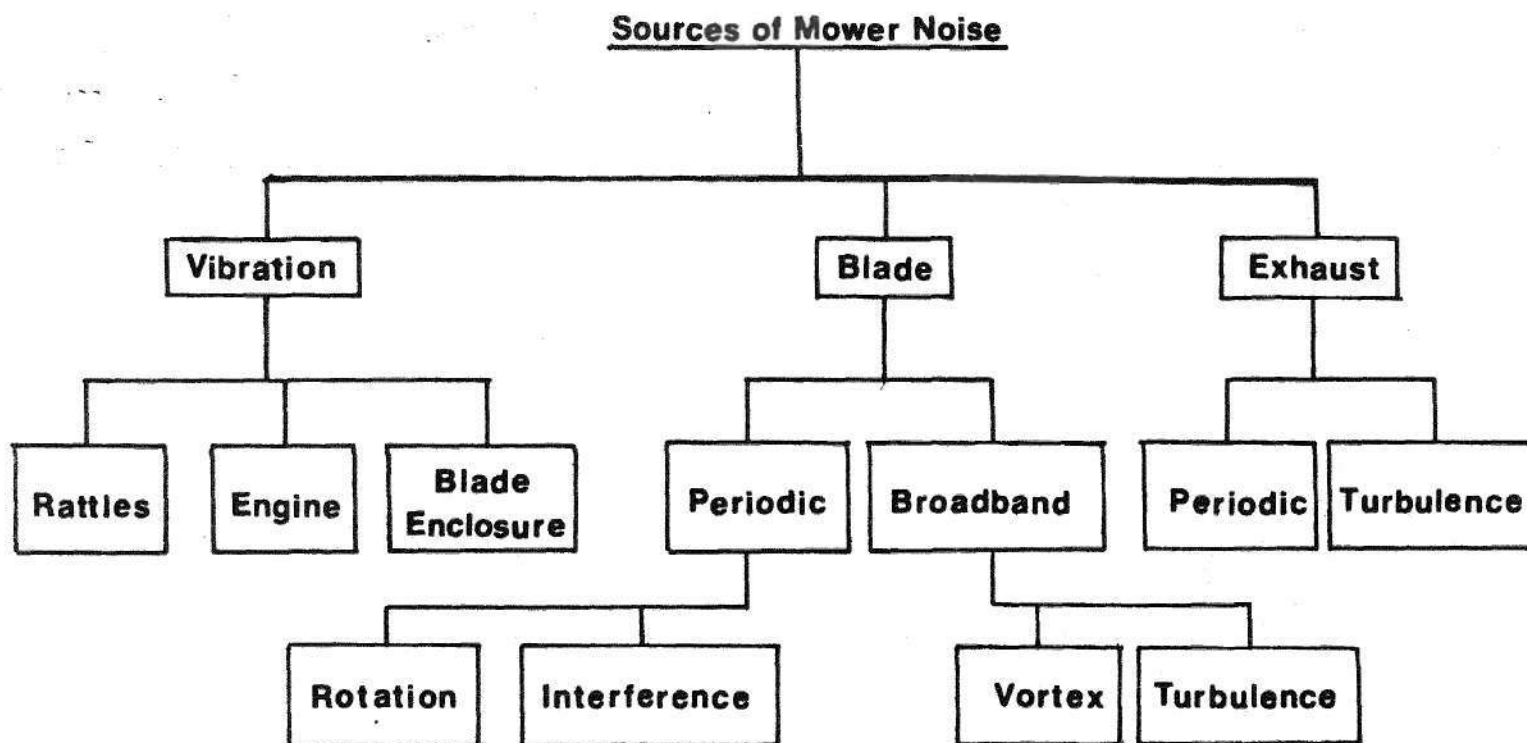 Sources of Mower Noise
Vibration
Blade
Exhaust
Rattles
Engine
Blade
Enclosure
Periodic
Broadband
Periodic
Turbulence
Rotation
Interference
Vortex
Turbulence